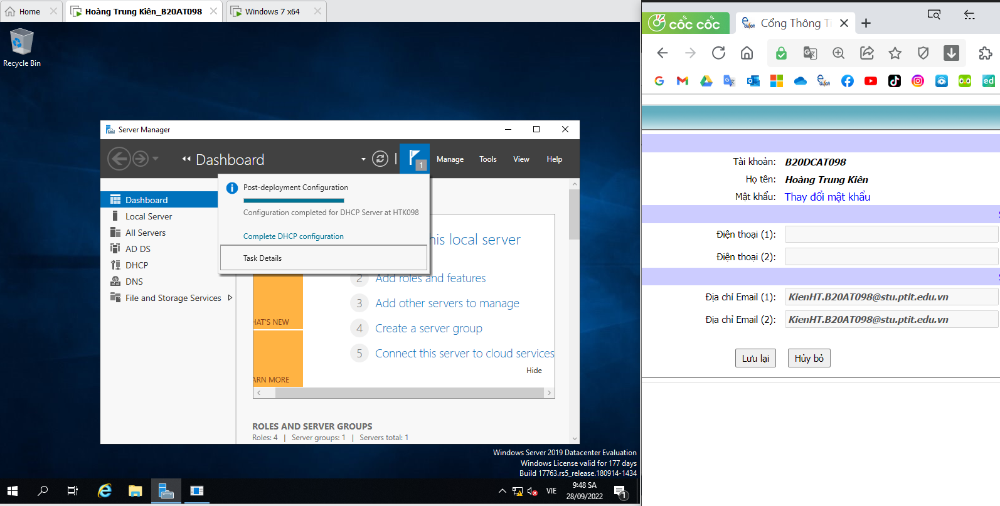 Home
Hoàng Trung Kiên_B20AT098
Windows 7 x64
Recycle Bin
Server Manager
Dashboard
1
Manage
Tools
View
Help
Post-deployment Configuration
Configuration completed for DHCP Server at HTK098
Complete DHCP configuration
Task Details
Dashboard
Local Server
All Servers
AD DS
DHCP
DNS
File and Storage Services
his local server
2 Add roles and features
3 Add other servers to manage
4 Create a server group
5 Connect this server to cloud services
HAT'S NEW
ARN MORE
Hide
ROLES AND SERVER GROUPS
Roles: 4 | Server groups: 1 | Servers total: 1
Windows Server 2019 Datacenter Evaluation
Windows License valid for 177 days
Build 17763.rs5_release.180914-1434
VIE
9:48 SA
28/09/2022
1
cốc cốc
Cổng Thông Ti
ed
Tài khoản: B20DCAT098
Họ tên: Hoàng Trung Kiên
Mật khẩu: Thay đổi mật khẩu
Điện thoại (1):
Điện thoại (2):
Địa chỉ Email (1): KienHT.B20AT098@stu.ptit.edu.vn
Địa chỉ Email (2): KienHT.B20AT098@stu.ptit.edu.vn
Lưu lại
Hủy bỏ